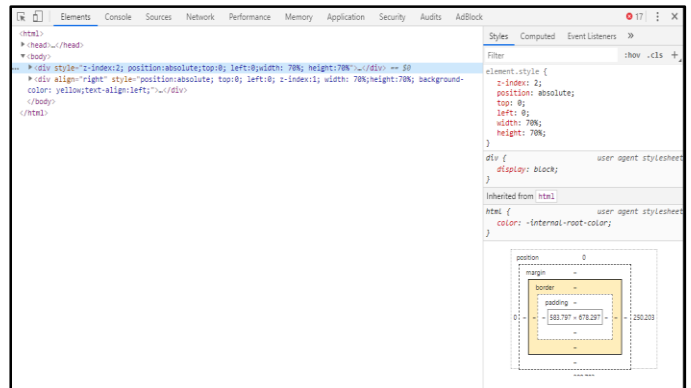 Elements Console Sources Network Performance Memory Application Security Audits AdBlock 17
<html>
<head>…</head>
<body>
… <div style="z-index:2; position:absolute;top:0; left:0;width: 70%; height:70%">…</div> == $0
<div align="right" style="position:absolute; top:0; left:0; z-index:1; width: 70%;height:70%; background-
color: yellow;text-align:left;">…</div>
</body>
</html>
Styles Computed Event Listeners »
Filter :hov .cls +
element.style {
z-index: 2;
position: absolute;
top: 0;
left: 0;
width: 70%;
height: 70%;
}
div { user agent stylesheet
display: block;
}
Inherited from html
html { user agent stylesheet
color: -internal-root-color;
}
position 0
margin -
border -
padding -
0 - - - 583.797 × 678.297 - - - 250.203
-
-
-